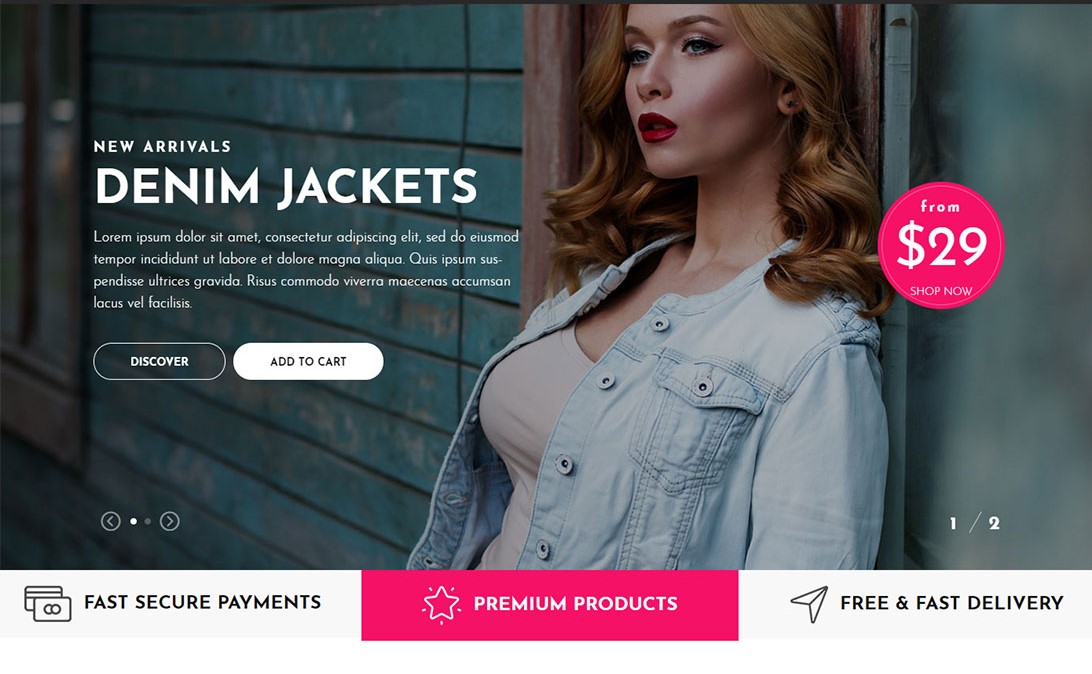 NEW ARRIVALS
DENIM JACKETS
Lorem ipsum dolor sit amet, consectetur adipiscing elit, sed do eiusmod
tempor incididunt ut labore et dolore magna aliqua. Quis ipsum sus-
pendisse ultrices gravida. Risus commodo viverra maecenas accumsan
lacus vel facilisis.
DISCOVER
ADD TO CART
from
$29
SHOP NOW
1 / 2
FAST SECURE PAYMENTS
PREMIUM PRODUCTS
FREE & FAST DELIVERY